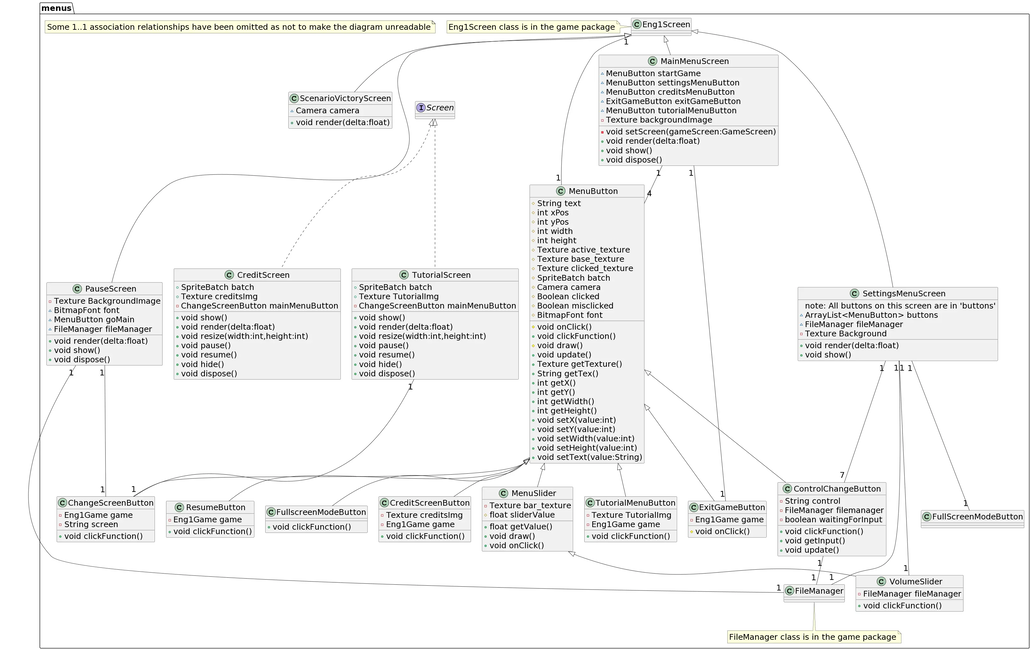 menus
Some 1..1 association relationships have been omitted as not to make the diagram unreadable
Eng1Screen class is in the game package
C Eng1Screen
1
C MainMenuScreen
MenuButton startGame
MenuButton settingsMenuButton
MenuButton creditsMenuButton
ExitGameButton exitGameButton
MenuButton tutorialMenuButton
Texture backgroundImage
void setScreen(gameScreen:GameScreen)
void render(delta:float)
void show()
void dispose()
C ScenarioVictoryScreen
Camera camera
void render(delta:float)
I Screen
1
1
1
4
C MenuButton
String text
int xPos
int yPos
int width
int height
Texture active_texture
Texture base_texture
Texture clicked_texture
SpriteBatch batch
Camera camera
Boolean clicked
Boolean misclicked
BitmapFont font
void onClick()
void clickFunction()
void draw()
void update()
Texture getTexture()
String getTex()
int getX()
int getY()
int getWidth()
int getHeight()
void setX(value:int)
void setY(value:int)
void setWidth(value:int)
void setHeight(value:int)
void setText(value:String)
C PauseScreen
Texture BackgroundImage
BitmapFont font
MenuButton goMain
FileManager fileManager
void render(delta:float)
void show()
void dispose()
C CreditScreen
SpriteBatch batch
Texture creditsImg
ChangeScreenButton mainMenuButton
void show()
void render(delta:float)
void resize(width:int,height:int)
void pause()
void resume()
void hide()
void dispose()
C TutorialScreen
SpriteBatch batch
Texture TutorialImg
ChangeScreenButton mainMenuButton
void show()
void render(delta:float)
void resize(width:int,height:int)
void pause()
void resume()
void hide()
void dispose()
C SettingsMenuScreen
note: All buttons on this screen are in 'buttons'
ArrayList<MenuButton> buttons
FileManager fileManager
Texture Background
void render(delta:float)
void show()
1
1
1
1
1
1
1
1
1
7
1
1
C ChangeScreenButton
Eng1Game game
String screen
void clickFunction()
C ResumeButton
Eng1Game game
void clickFunction()
C FullscreenModeButton
void clickFunction()
C CreditScreenButton
Texture creditsImg
Eng1Game game
void clickFunction()
C MenuSlider
Texture bar_texture
float sliderValue
float getValue()
void draw()
void onClick()
C TutorialMenuButton
Texture TutorialImg
Eng1Game game
void clickFunction()
C ExitGameButton
Eng1Game game
void onClick()
C ControlChangeButton
String control
FileManager filemanager
boolean waitingForInput
void clickFunction()
void getInput()
void update()
C FullScreenModeButton
1
1
1
1
1
C FileManager
C VolumeSlider
FileManager fileManager
void clickFunction()
FileManager class is in the game package